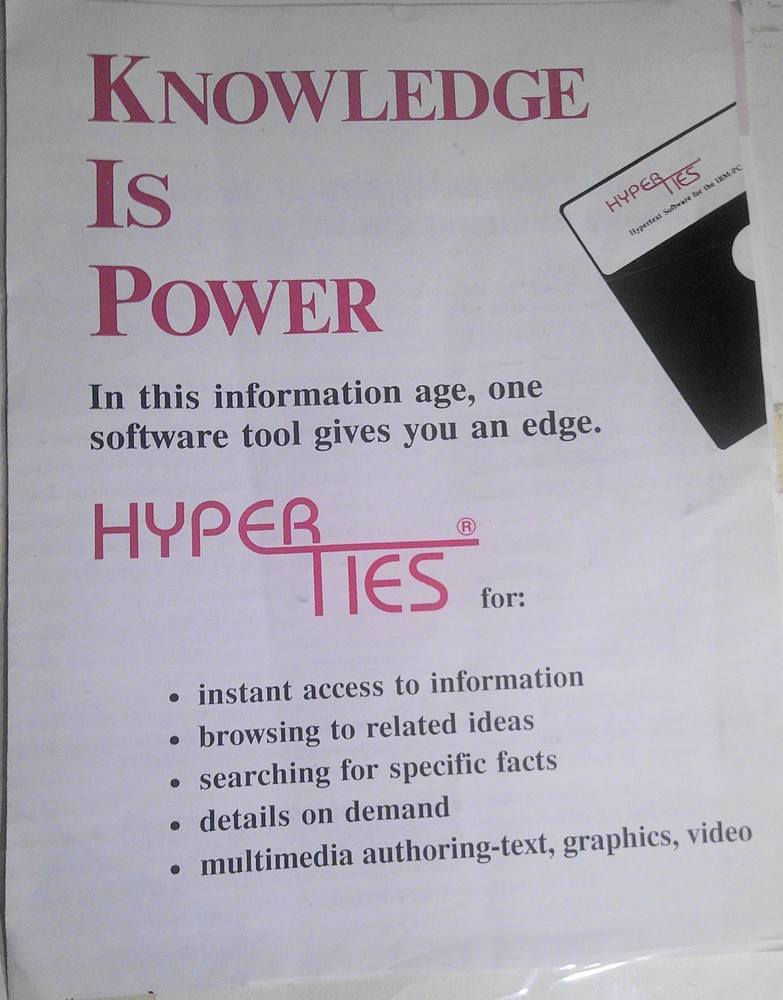 KNOWLEDGE
IS
POWER
HYPERTIES
Hypertext Software for the IBM-PC
In this information age, one
software tool gives you an edge.
HYPERTIES® for:
• instant access to information
• browsing to related ideas
• searching for specific facts
• details on demand
• multimedia authoring-text, graphics, video